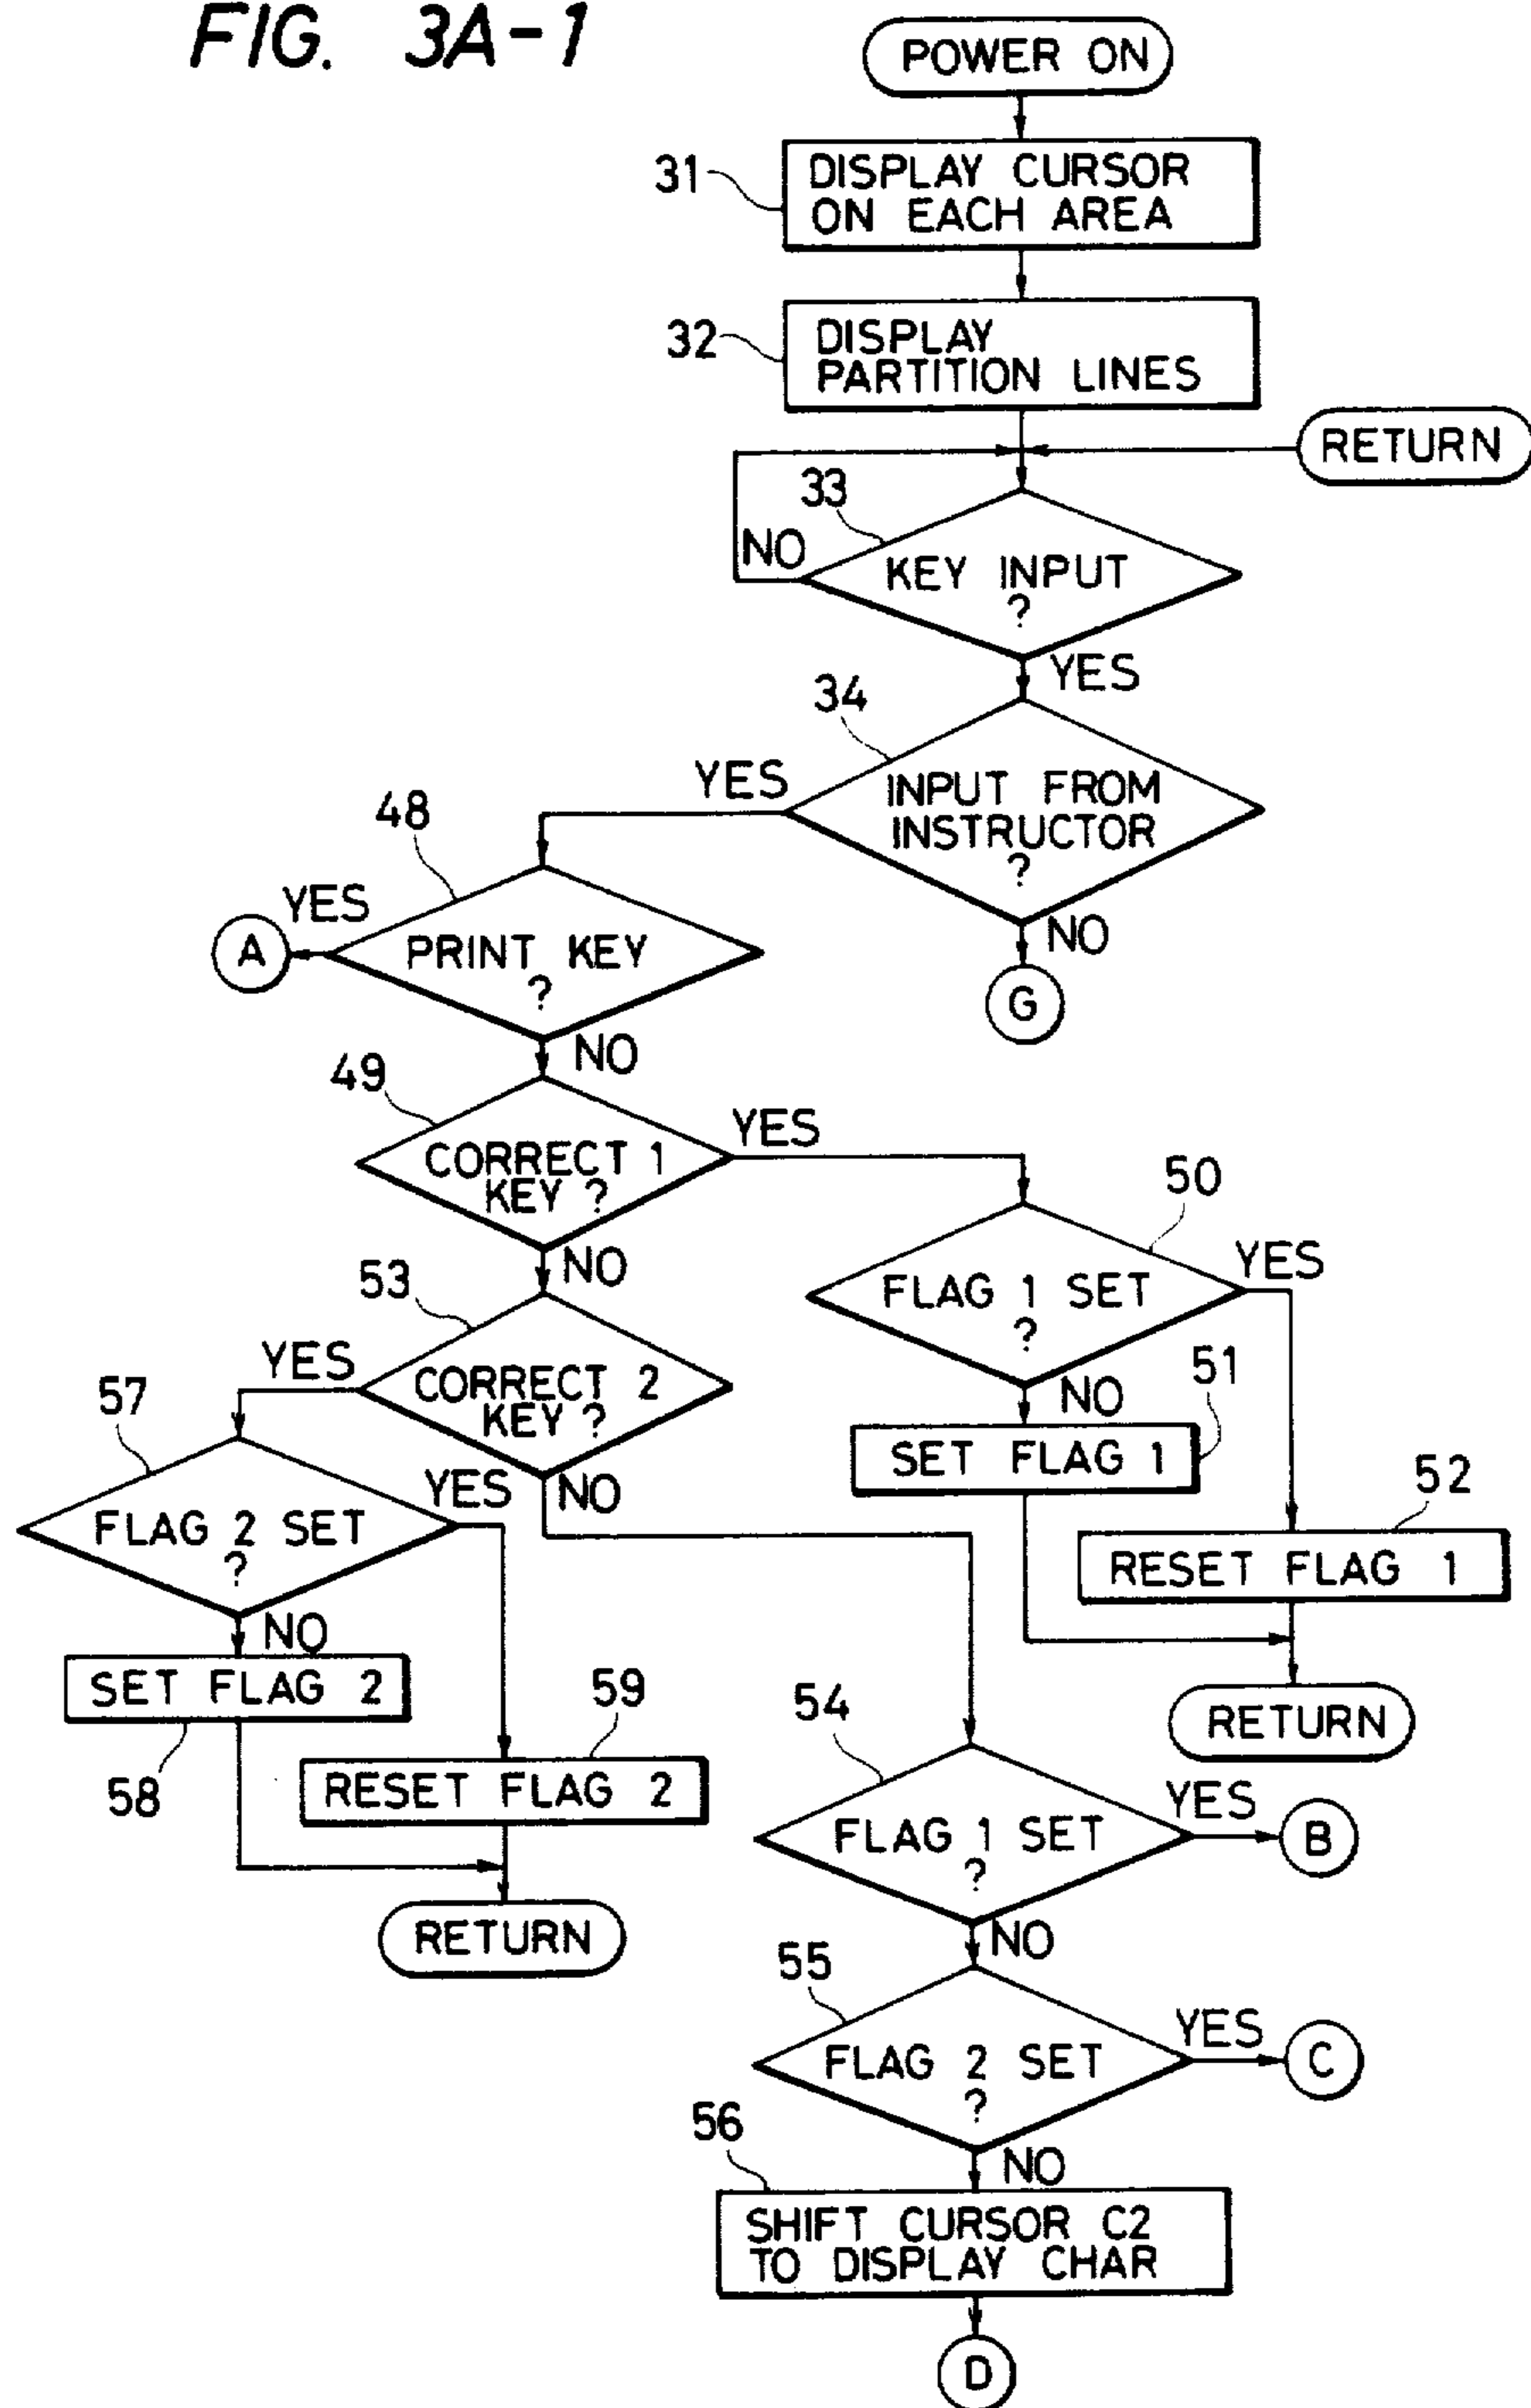 FIG. 3A-1
POWER ON
31
DISPLAY CURSOR
ON EACH AREA
32
DISPLAY
PARTITION LINES
RETURN
33
NO
KEY INPUT
?
YES
34
YES
INPUT FROM
INSTRUCTOR
?
NO
G
48
YES
A
PRINT KEY
?
NO
49
YES
CORRECT 1
KEY ?
NO
50
YES
FLAG 1 SET
?
NO
51
SET FLAG 1
52
RESET FLAG 1
RETURN
53
YES
CORRECT 2
KEY ?
NO
57
YES
FLAG 2 SET
?
NO
SET FLAG 2
58
59
RESET FLAG 2
RETURN
54
YES
FLAG 1 SET
?
B
NO
55
YES
FLAG 2 SET
?
C
NO
56
SHIFT CURSOR C2
TO DISPLAY CHAR
D